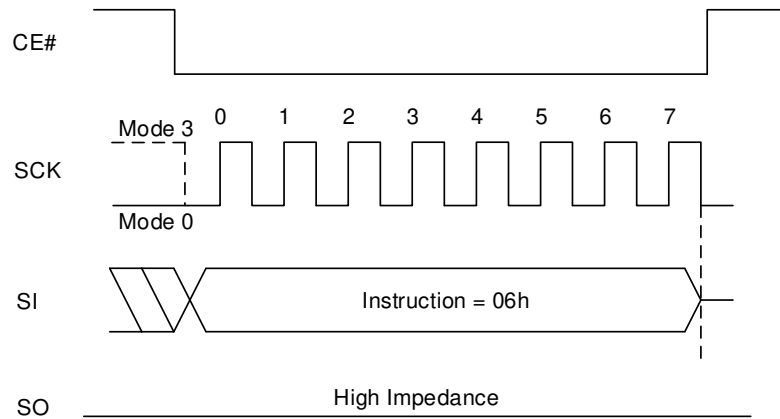 CE#
Mode 3
0 1 2 3 4 5 6 7
SCK
Mode 0
SI
Instruction = 06h
SO
High Impedance